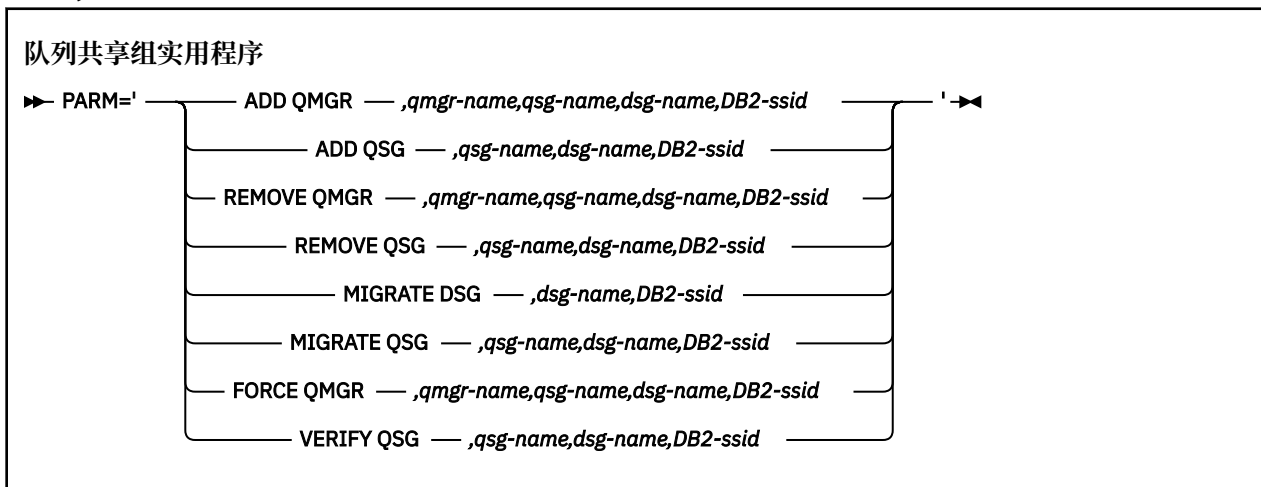 队列共享组实用程序
PARM=' ADD QMGR ,qmgr-name,qsg-name,dsg-name,DB2-ssid '
ADD QSG ,qsg-name,dsg-name,DB2-ssid
REMOVE QMGR ,qmgr-name,qsg-name,dsg-name,DB2-ssid
REMOVE QSG ,qsg-name,dsg-name,DB2-ssid
MIGRATE DSG ,dsg-name,DB2-ssid
MIGRATE QSG ,qsg-name,dsg-name,DB2-ssid
FORCE QMGR ,qmgr-name,qsg-name,dsg-name,DB2-ssid
VERIFY QSG ,qsg-name,dsg-name,DB2-ssid